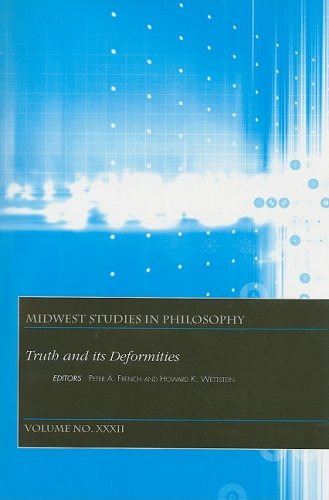 MIDWEST STUDIES IN PHILOSOPHY
Truth and its Deformities
EDITORS PETER A. FRENCH AND HOWARD K. WETTSTEIN
VOLUME NO. XXXII